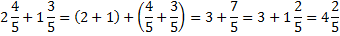 2 4/5 + 1 3/5 = (2 + 1) + (4/5 + 3/5) = 3 + 7/5 = 3 + 1 2/5 = 4 2/5